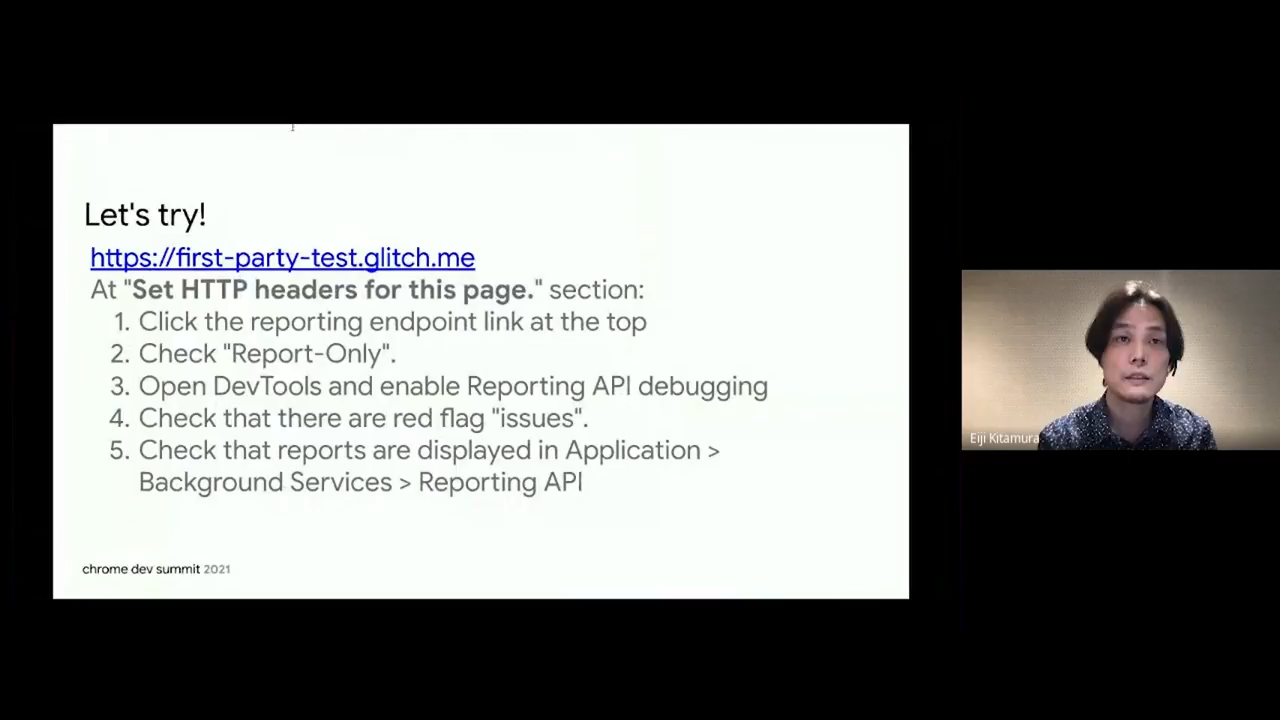 Let's try!
https://first-party-test.glitch.me
At "Set HTTP headers for this page." section:
1. Click the reporting endpoint link at the top
2. Check "Report-Only".
3. Open DevTools and enable Reporting API debugging
4. Check that there are red flag "issues".
5. Check that reports are displayed in Application >
Background Services > Reporting API
chrome dev summit 2021
Eiji Kitamura